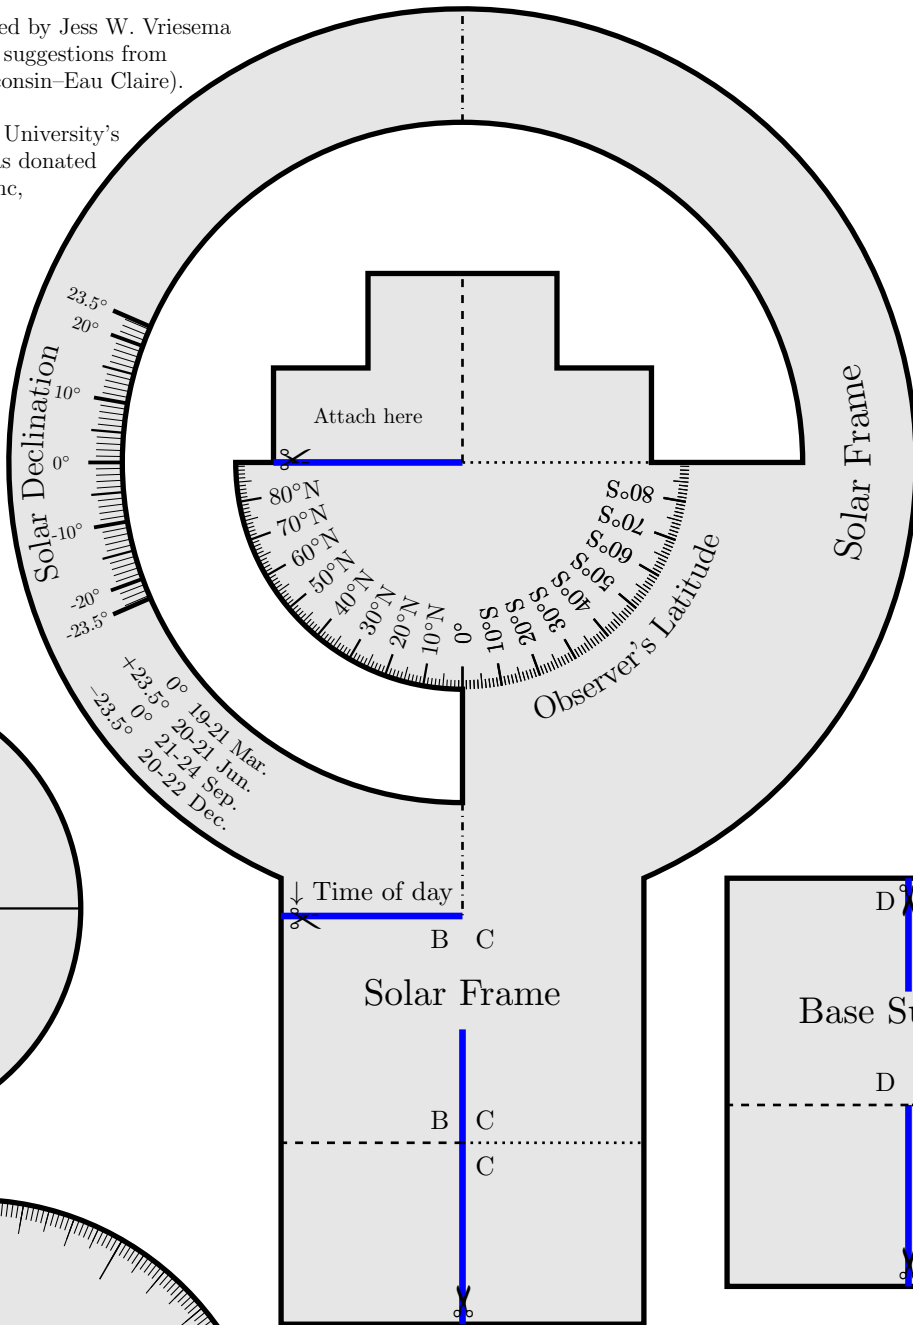 ed by Jess W. Vriesema
suggestions from
consin–Eau Claire).
University's
as donated
nc,
23.5°
20°
10°
0°
-10°
-20°
-23.5°
Solar Declination
Attach here
80°N
70°N
60°N
50°N
40°N
30°N
20°N
10°N
0°
10°S
20°S
30°S
40°S
50°S
60°S
70°S
80°S
Observer's Latitude
Solar Frame
0° 19-21 Mar.
+23.5° 20-21 Jun.
0° 21-24 Sep.
−23.5° 20-22 Dec.
↓ Time of day
B C
Solar Frame
B C
C
D
Base Su
D